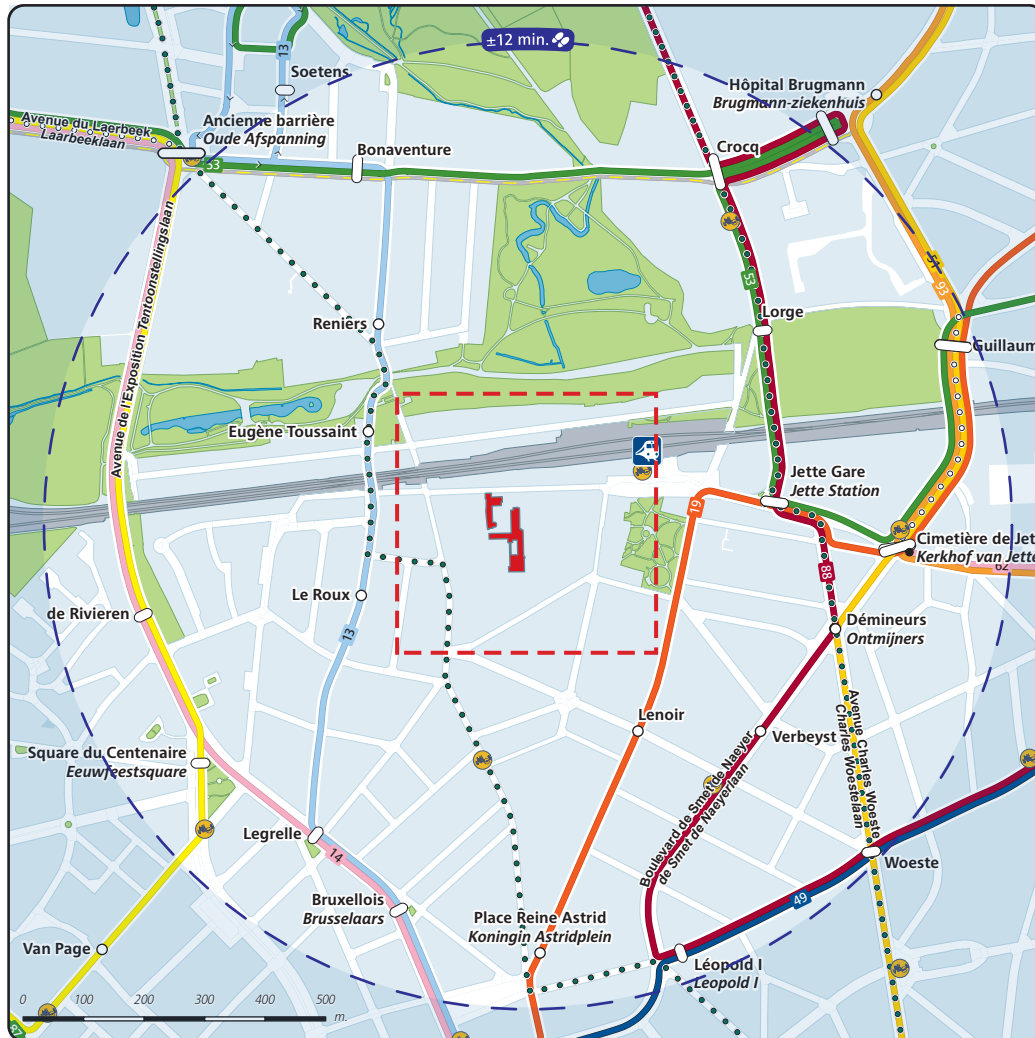 ±12 min.
13
Soetens
Hôpital Brugmann
Brugmann-ziekenhuis
Avenue du Laerbeek
Laarbeeklaan
Ancienne barrière
Oude Afspanning
53
Bonaventure
Crocq
Avenue de l'Exposition Tentoonstellingslaan
51
93
53
Reniers
Lorge
Guillaum
Eugène Toussaint
Jette Gare
Jette Station
19
Cimetière de Jet
Kerkhof van Jette
62
88
Le Roux
de Rivieren
13
Démineurs
Ontmijners
Lenoir
Verbeyst
Avenue Charles Woeste
Charles Woestelaan
Square du Centenaire
Eeuwfeestsquare
Boulevard de Smet de Naeyer
de Smet de Naeyerlaan
Legrelle
14
Woeste
49
Bruxellois
Brusselaars
Place Reine Astrid
Koningin Astridplein
Van Page
Léopold I
Leopold I
0 100 200 300 400 500
m.
87